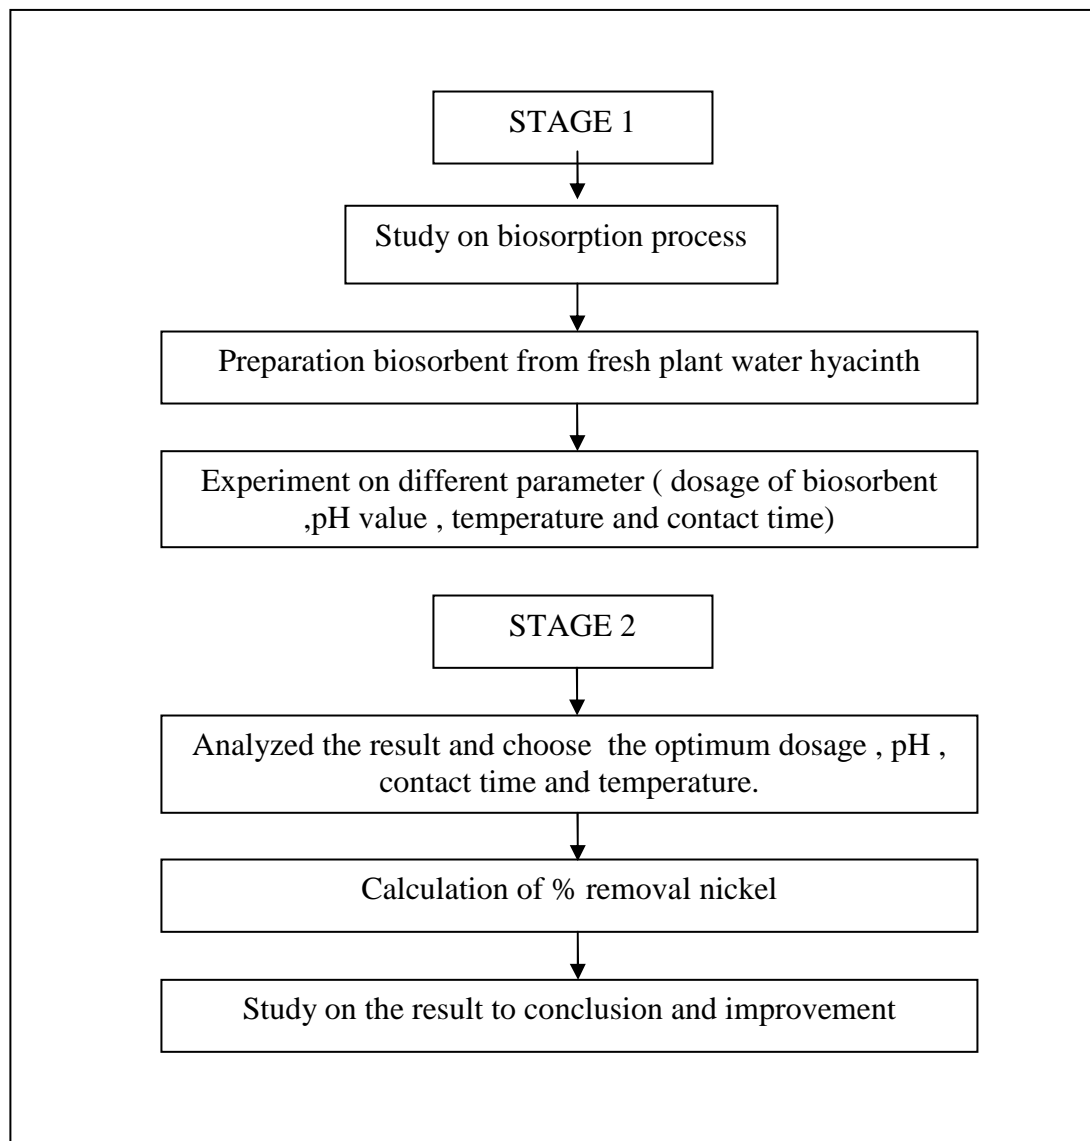 STAGE 1
Study on biosorption process
Preparation biosorbent from fresh plant water hyacinth
Experiment on different parameter ( dosage of biosorbent
,pH value , temperature and contact time)
STAGE 2
Analyzed the result and choose  the optimum dosage , pH ,
contact time and temperature.
Calculation of % removal nickel
Study on the result to conclusion and improvement